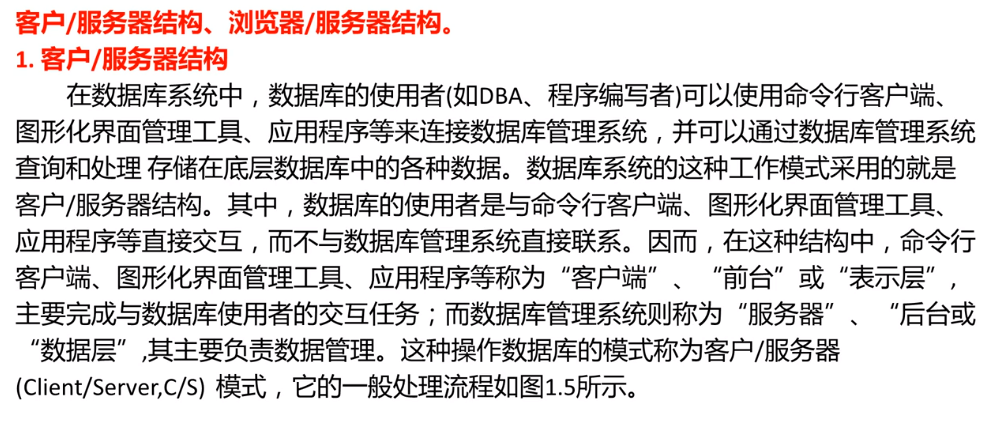 客户/服务器结构、浏览器/服务器结构。
1. 客户/服务器结构
在数据库系统中，数据库的使用者(如DBA、程序编写者)可以使用命令行客户端、
图形化界面管理工具、应用程序等来连接数据库管理系统，并可以通过数据库管理系统
查询和处理 存储在底层数据库中的各种数据。数据库系统的这种工作模式采用的就是
客户/服务器结构。其中，数据库的使用者是与命令行客户端、图形化界面管理工具、
应用程序等直接交互，而不与数据库管理系统直接联系。因而，在这种结构中，命令行
客户端、图形化界面管理工具、应用程序等称为“客户端”、“前台”或“表示层”，
主要完成与数据库使用者的交互任务；而数据库管理系统则称为“服务器”、“后台或
“数据层”,其主要负责数据管理。这种操作数据库的模式称为客户/服务器
(Client/Server,C/S) 模式，它的一般处理流程如图1.5所示。